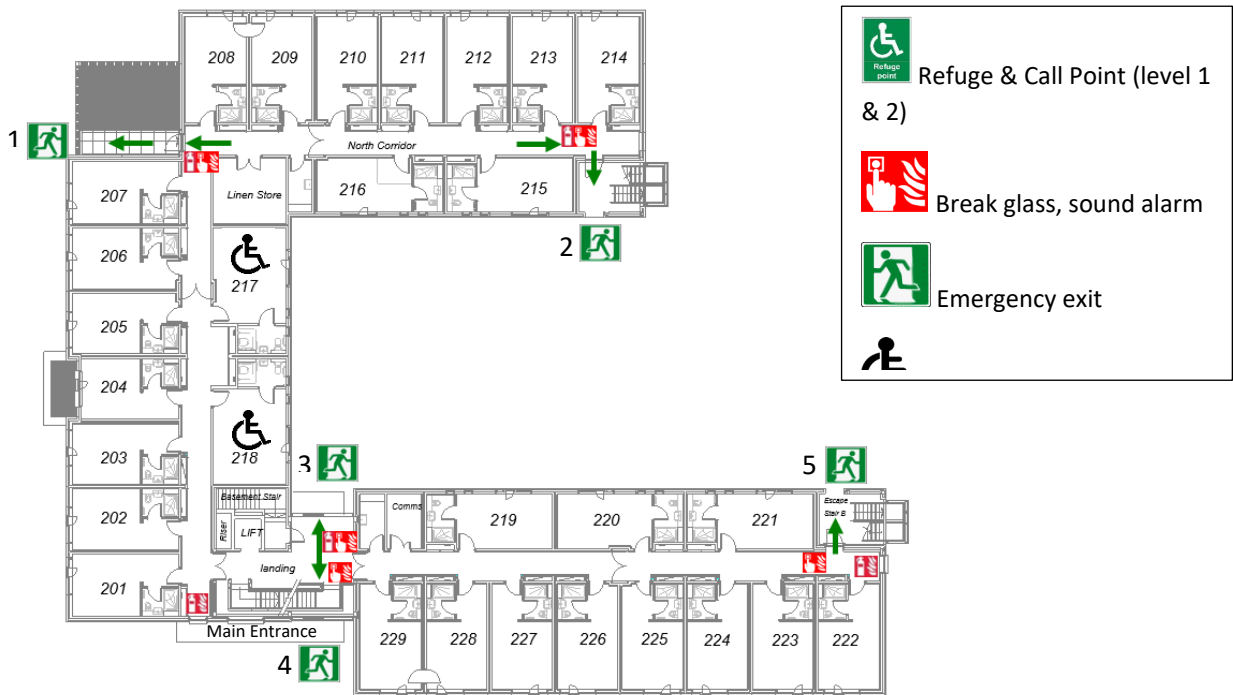 208
209
210
211
212
213
214
1
North Corridor
207
Linen Store
216
215
206
2
217
205
204
203
218
3
5
Basement Stair
Comms
219
220
221
Escape
Stair B
202
Riser
LIFT
landing
201
Main Entrance
4
229
228
227
226
225
224
223
222
Refuge
point
Refuge & Call Point (level 1
& 2)
Break glass, sound alarm
Emergency exit